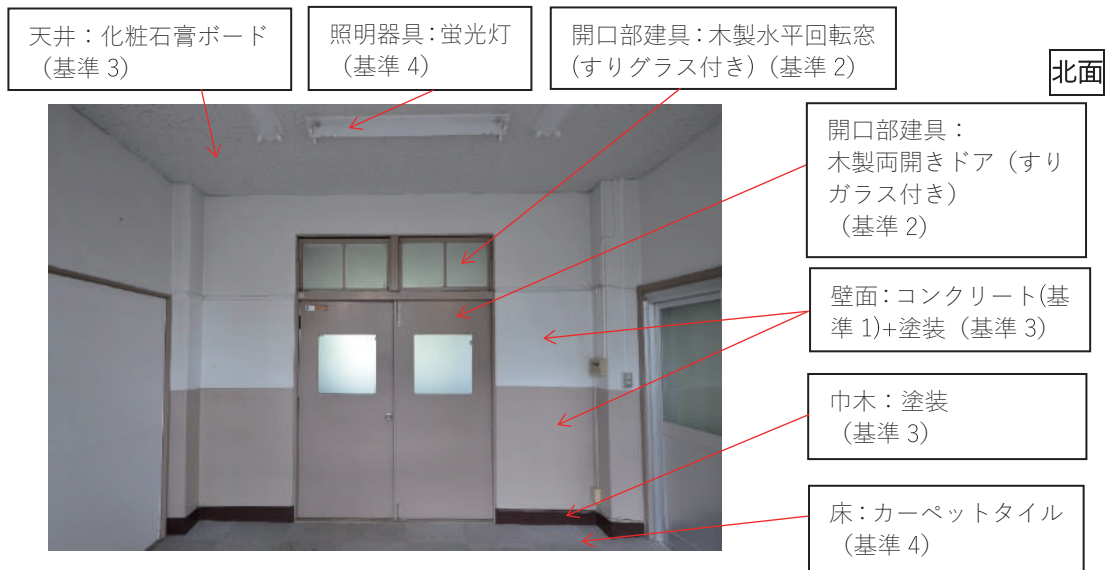 天井：化粧石膏ボード
（基準 3）
照明器具：蛍光灯
（基準 4）
開口部建具：木製水平回転窓
(すりグラス付き)（基準 2）
北面
開口部建具：
木製両開きドア（すり
ガラス付き）
（基準 2）
壁面：コンクリート(基
準 1)+塗装（基準 3）
巾木：塗装
（基準 3）
床：カーペットタイル
（基準 4）